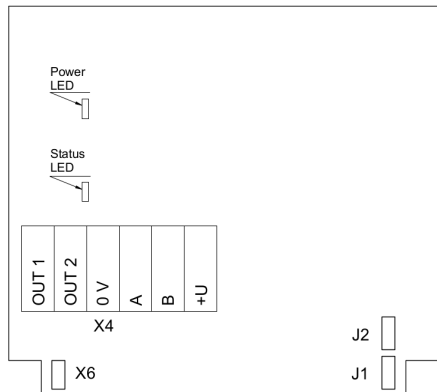 Power
LED
Status
LED
OUT 1
OUT 2
0 V
A
B
+U
X4
J2
X6
J1